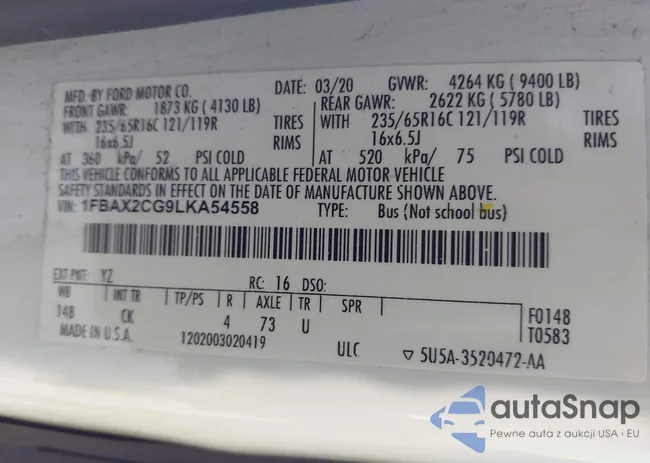 MFD. BY FORD MOTOR CO. DATE: 03/20 GVWR: 4264 KG ( 9400 LB)
FRONT GAWR: 1873 KG ( 4130 LB) REAR GAWR: 2622 KG ( 5780 LB)
WITH 235/65R16C 121/119R TIRES WITH 235/65R16C 121/119R TIRES
16x6.5J RIMS 16x6.5J RIMS
AT 360 kPa/ 52 PSI COLD AT 520 kPa/ 75 PSI COLD
THIS VEHICLE CONFORMS TO ALL APPLICABLE FEDERAL MOTOR VEHICLE
SAFETY STANDARDS IN EFFECT ON THE DATE OF MANUFACTURE SHOWN ABOVE.
VIN: 1FBAX2CG9LKA54558 TYPE: Bus (Not school bus)
EXT PNT: YZ RC: 16 DSO:
WB INT TR TP/PS R AXLE TR SPR
148 CK 4 73 U
F0148
T0583
MADE IN U.S.A. 1202003020419 ULC ▽ 5U5A-3520472-AA
autaSnap
Pewne auta z aukcji USA i EU